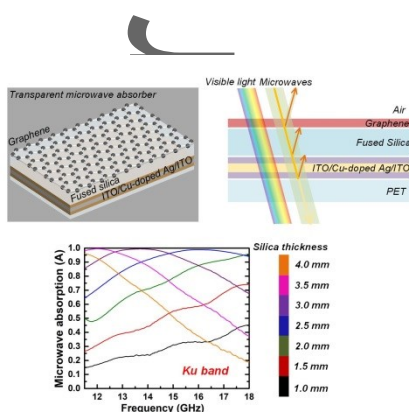 Transparent microwave absorber
Graphene
Fused silica
ITO/Cu-doped Ag/ITO
Visible light Microwaves
Air
Graphene
Fused Silica
ITO/Cu-doped Ag/ITO
PET
Microwave absorption (A)
1.0
0.9
0.8
0.7
0.6
0.5
0.4
0.3
0.2
0.1
0.0
Ku band
12 13 14 15 16 17 18
Frequency (GHz)
Silica thickness
4.0 mm
3.5 mm
3.0 mm
2.5 mm
2.0 mm
1.5 mm
1.0 mm